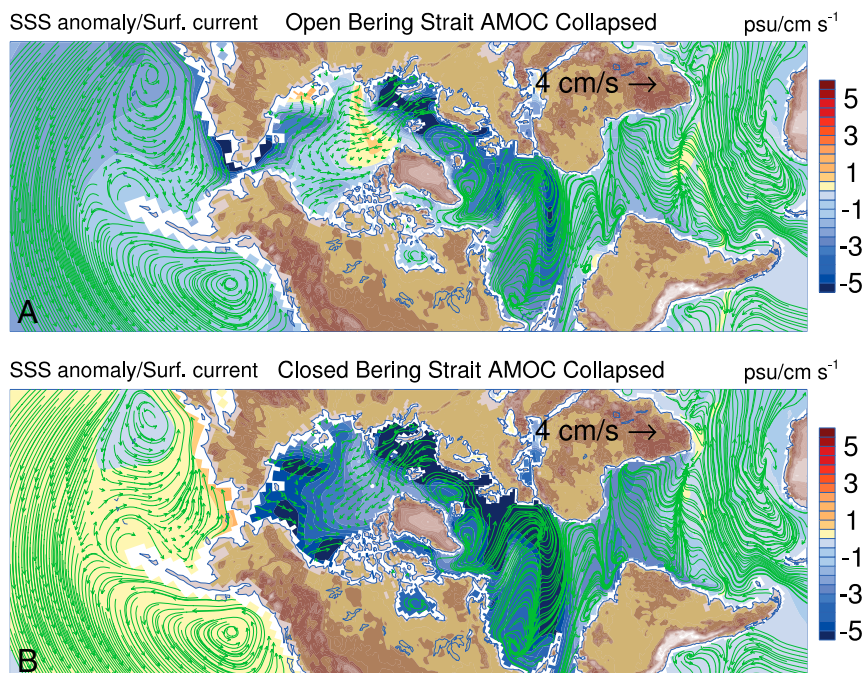 SSS anomaly/Surf. current Open Bering Strait AMOC Collapsed psu/cm s-1
4 cm/s →
5
3
1
-1
-3
-5
A
SSS anomaly/Surf. current Closed Bering Strait AMOC Collapsed psu/cm s-1
4 cm/s →
5
3
1
-1
-3
-5
B